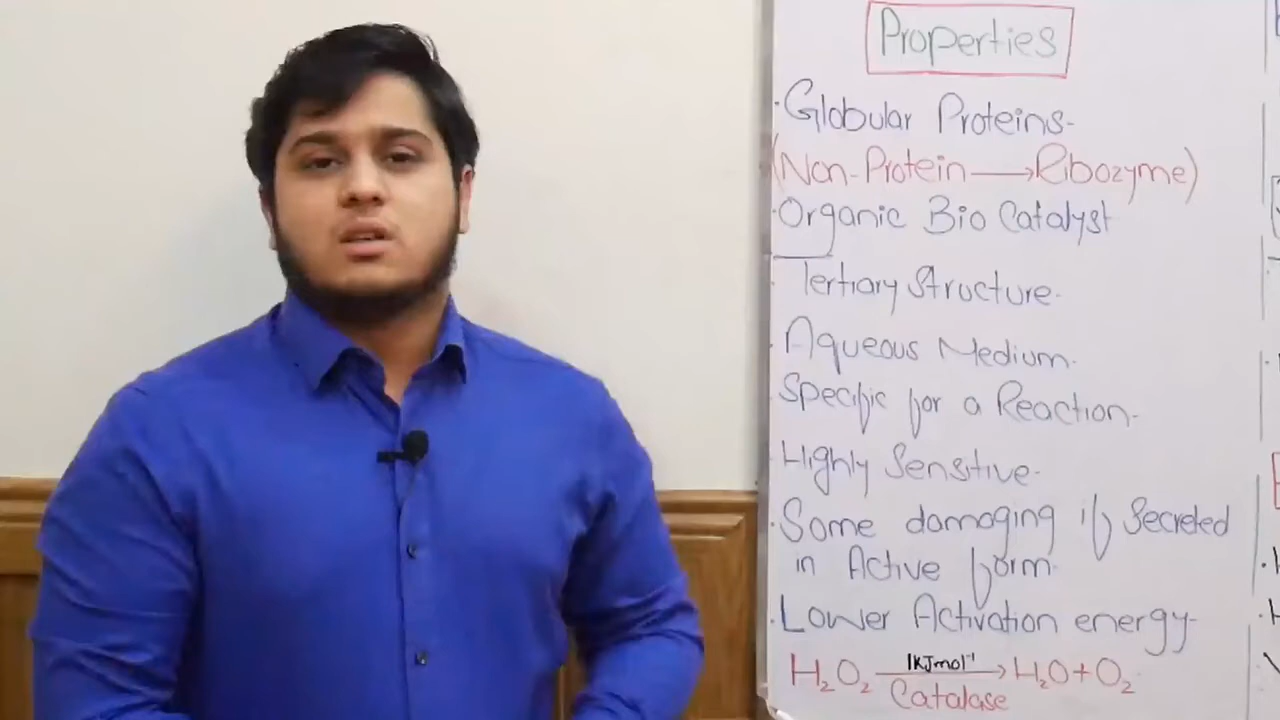 Properties
· Globular Proteins-
(Non-Protein → Ribozyme)
· Organic Bio Catalyst
· Tertiary Structure.
· Aqueous Medium.
· Specific for a Reaction-
· Highly Sensitive-
· Some damaging if Secreted
in Active form.
· Lower Activation energy-
1KJmol⁻¹
H₂O₂ → H₂O + O₂
Catalase